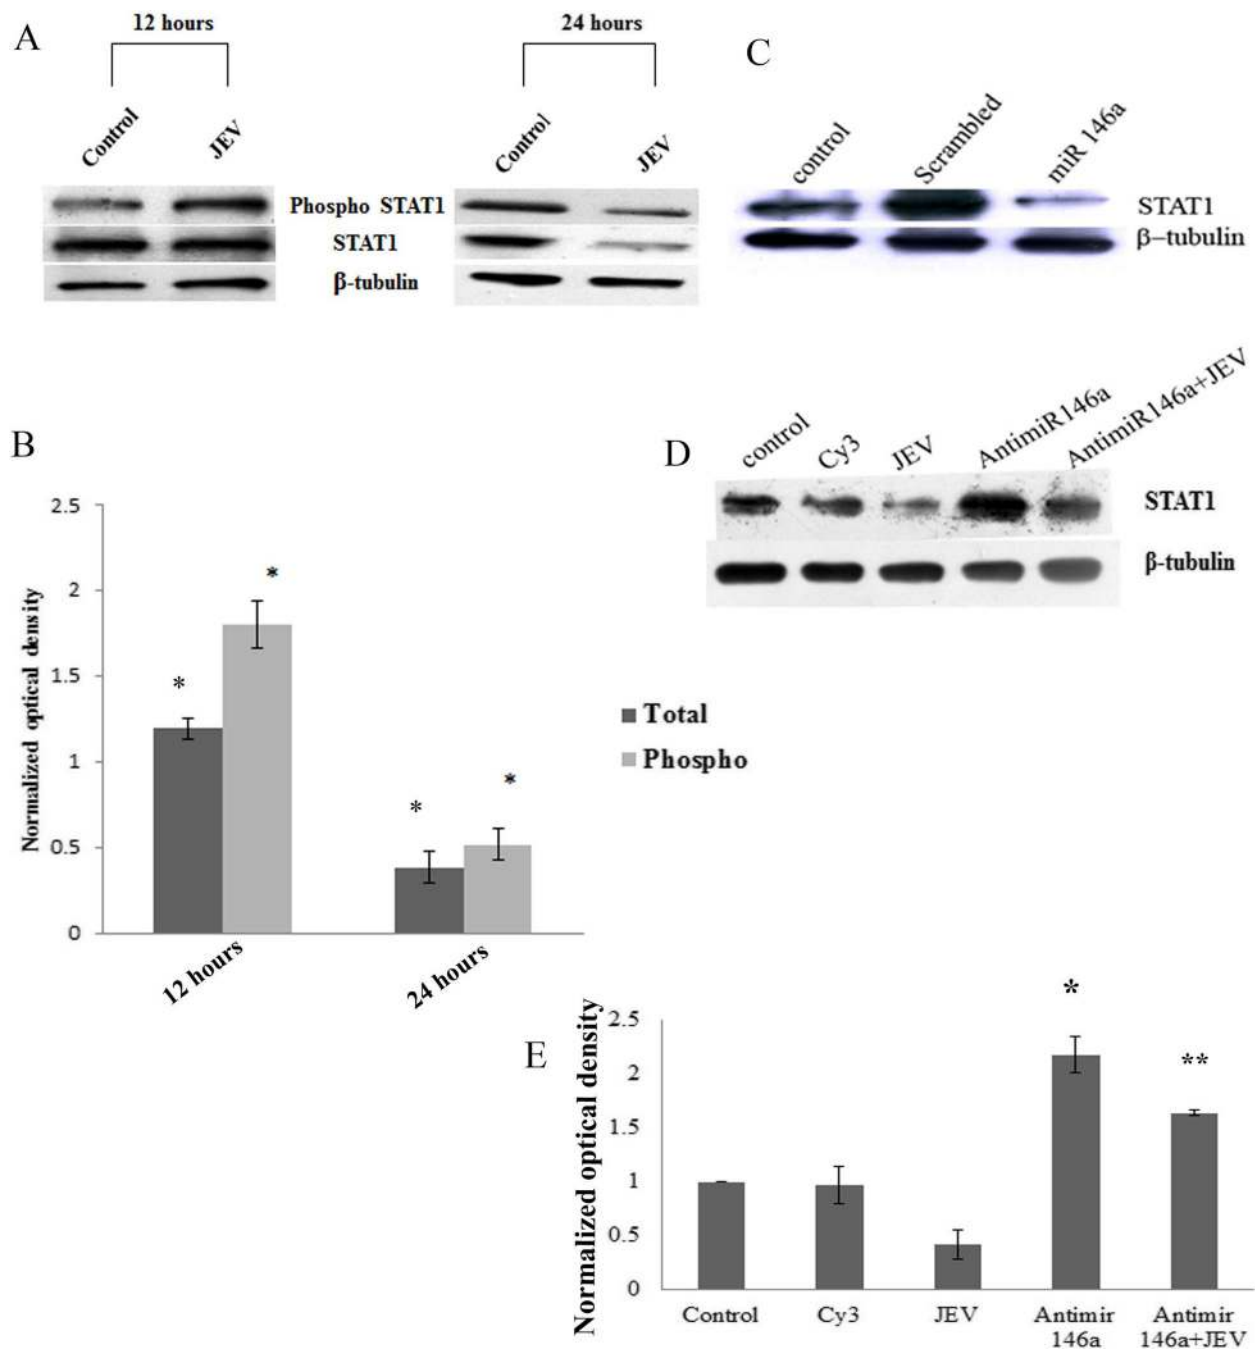 A
12 hours
24 hours
Control
JEV
Control
JEV
Phospho STAT1
STAT1
β-tubulin
C
control
Scrambled
miR 146a
STAT1
β-tubulin
B
2.5
2
1.5
1
0.5
0
Normalized optical density
*
*
*
*
12 hours
24 hours
Total
Phospho
D
control
Cy3
JEV
AntimiR146a
AntimiR146a+JEV
STAT1
β-tubulin
E
Normalized optical density
2.5
2
1.5
1
0.5
0
*
**
Control
Cy3
JEV
Antimir
146a
Antimir
146a+JEV